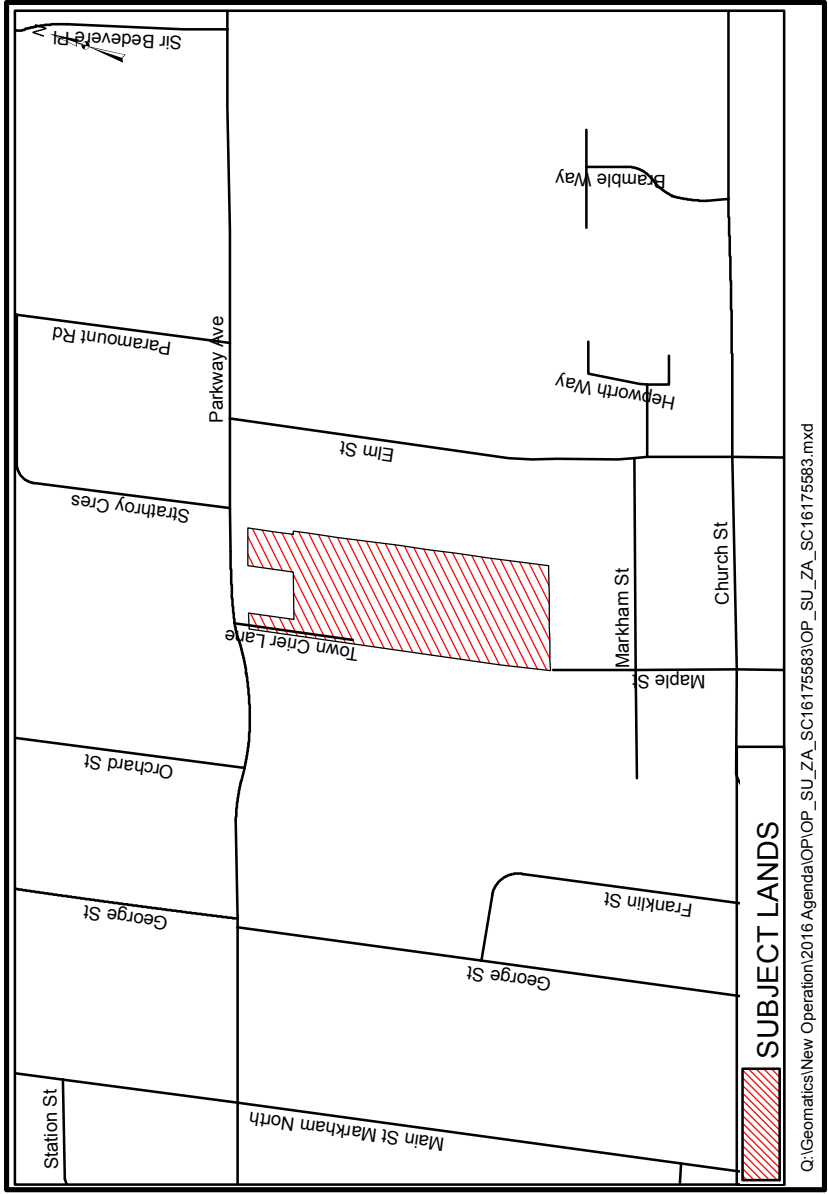 Station St
Main St Markham North
George St
George St
Franklin St
Orchard St
Town Crier Lane
Markham St
Maple St
Strathroy Cres
Parkway Ave
Paramount Rd
Elm St
Church St
Hepworth Way
Bramble Way
Sir Bedevere Pl
N
SUBJECT LANDS
Q:\Geomatics\New Operation\2016 Agenda\OP\OP_SU_ZA_SC16175583\OP_SU_ZA_SC16175583.mxd